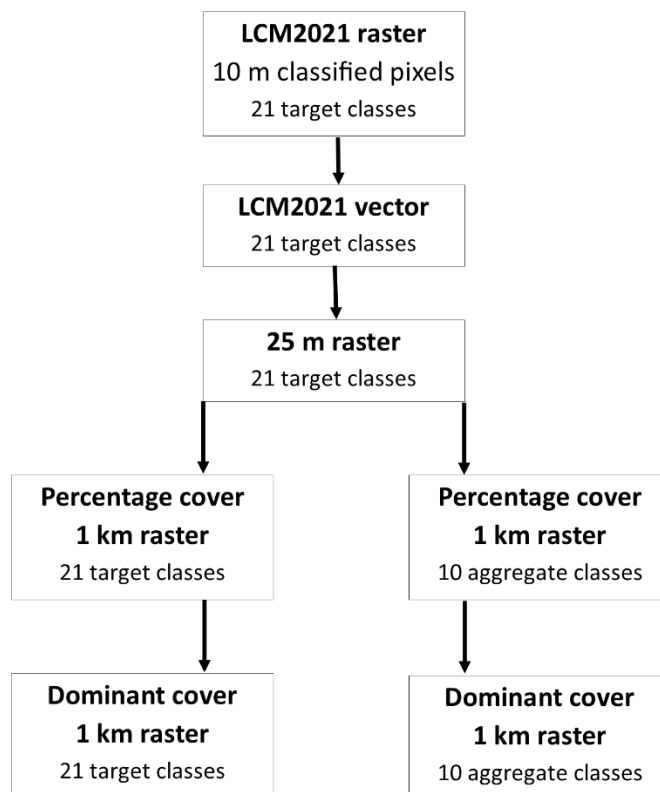 LCM2021 raster
10 m classified pixels
21 target classes
LCM2021 vector
21 target classes
25 m raster
21 target classes
Percentage cover
1 km raster
21 target classes
Percentage cover
1 km raster
10 aggregate classes
Dominant cover
1 km raster
21 target classes
Dominant cover
1 km raster
10 aggregate classes